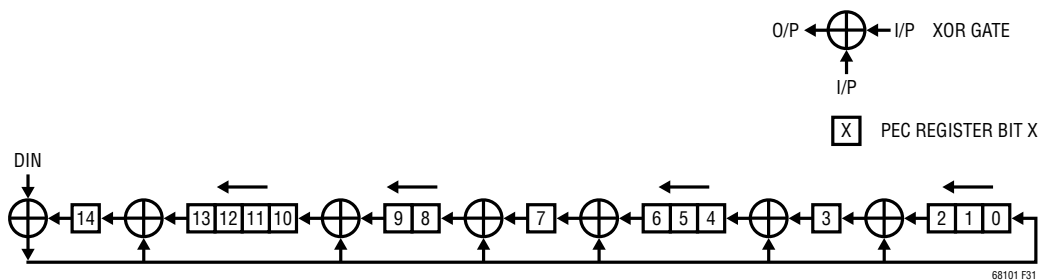 O/P I/P XOR GATE
I/P
X PEC REGISTER BIT X
DIN
14 13 12 11 10 9 8 7 6 5 4 3 2 1 0
68101 F31